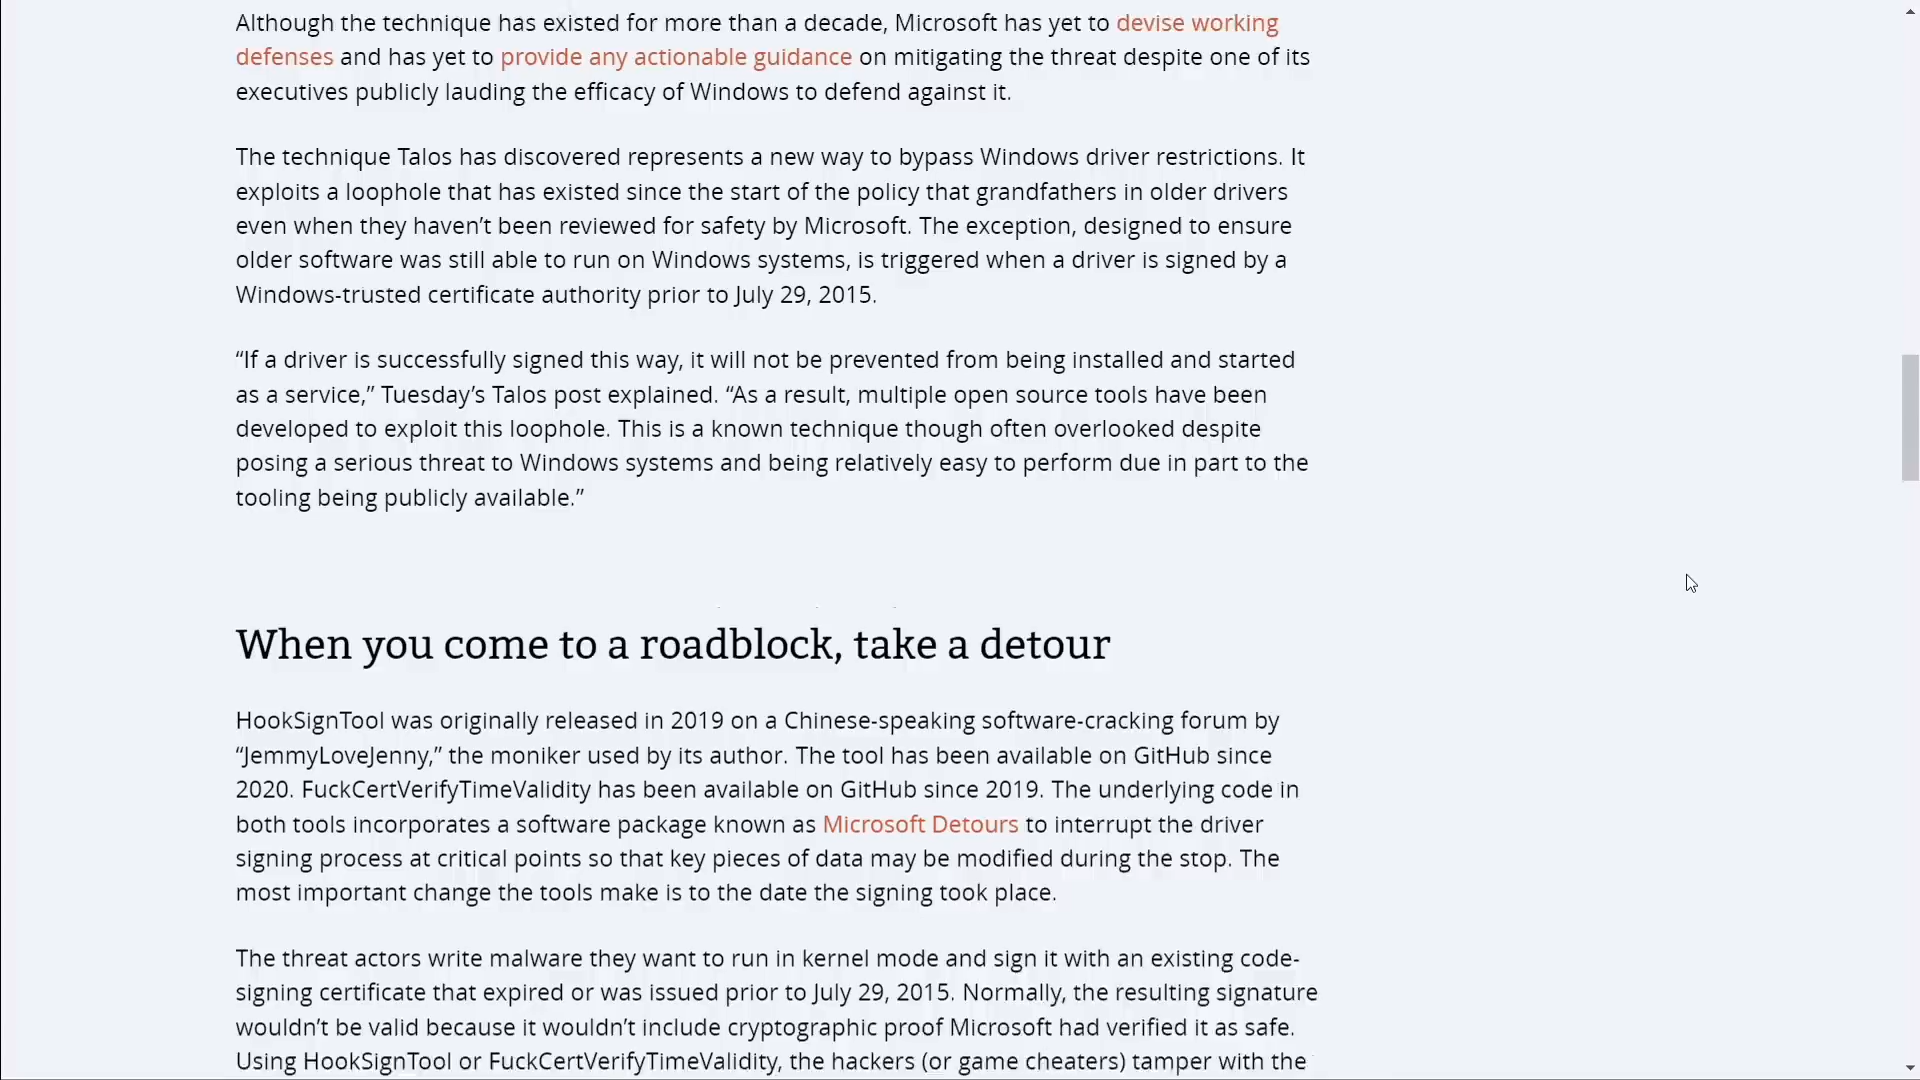 Although the technique has existed for more than a decade, Microsoft has yet to devise working
defenses and has yet to provide any actionable guidance on mitigating the threat despite one of its
executives publicly lauding the efficacy of Windows to defend against it.
The technique Talos has discovered represents a new way to bypass Windows driver restrictions. It
exploits a loophole that has existed since the start of the policy that grandfathers in older drivers
even when they haven’t been reviewed for safety by Microsoft. The exception, designed to ensure
older software was still able to run on Windows systems, is triggered when a driver is signed by a
Windows-trusted certificate authority prior to July 29, 2015.
“If a driver is successfully signed this way, it will not be prevented from being installed and started
as a service,” Tuesday’s Talos post explained. “As a result, multiple open source tools have been
developed to exploit this loophole. This is a known technique though often overlooked despite
posing a serious threat to Windows systems and being relatively easy to perform due in part to the
tooling being publicly available.”
When you come to a roadblock, take a detour
HookSignTool was originally released in 2019 on a Chinese-speaking software-cracking forum by
“JemmyLoveJenny,” the moniker used by its author. The tool has been available on GitHub since
2020. FuckCertVerifyTimeValidity has been available on GitHub since 2019. The underlying code in
both tools incorporates a software package known as Microsoft Detours to interrupt the driver
signing process at critical points so that key pieces of data may be modified during the stop. The
most important change the tools make is to the date the signing took place.
The threat actors write malware they want to run in kernel mode and sign it with an existing code-
signing certificate that expired or was issued prior to July 29, 2015. Normally, the resulting signature
wouldn’t be valid because it wouldn’t include cryptographic proof Microsoft had verified it as safe.
Using HookSignTool or FuckCertVerifyTimeValidity, the hackers (or game cheaters) tamper with the